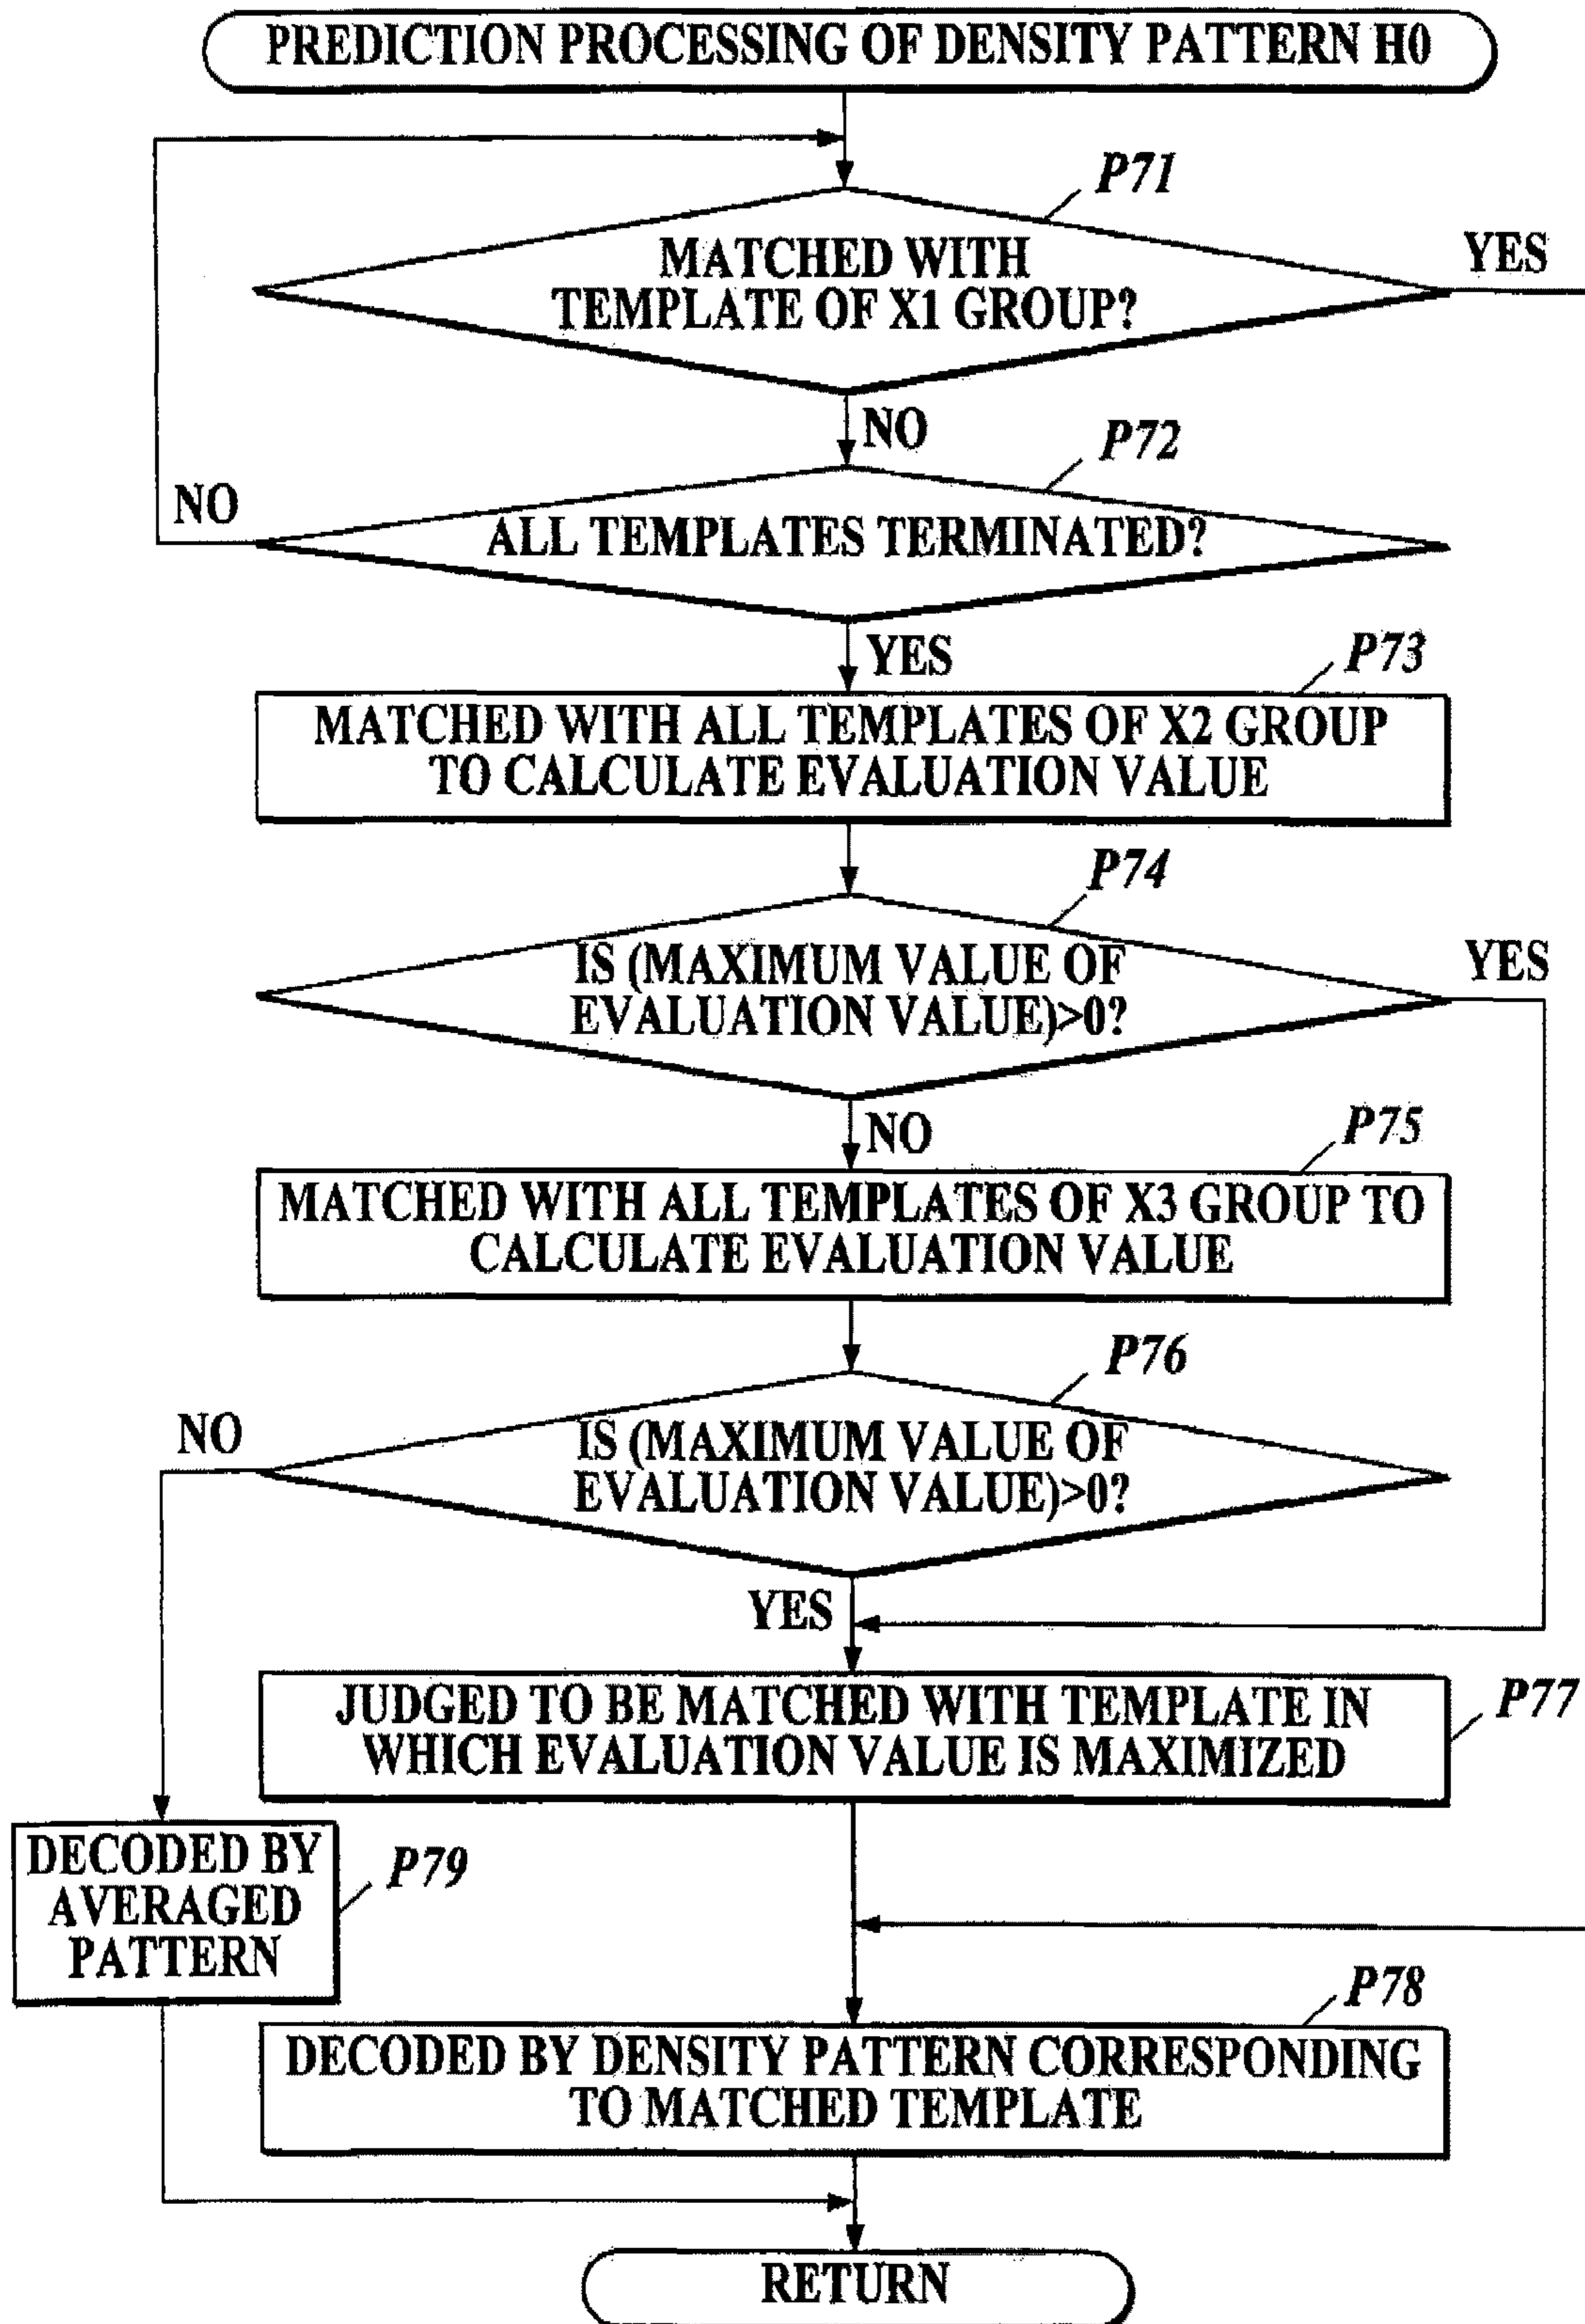 PREDICTION PROCESSING OF DENSITY PATTERN H0
P71
MATCHED WITH
TEMPLATE OF X1 GROUP?
YES
NO
P72
NO
ALL TEMPLATES TERMINATED?
YES
P73
MATCHED WITH ALL TEMPLATES OF X2 GROUP
TO CALCULATE EVALUATION VALUE
P74
IS (MAXIMUM VALUE OF
EVALUATION VALUE)>0?
YES
NO
P75
MATCHED WITH ALL TEMPLATES OF X3 GROUP TO
CALCULATE EVALUATION VALUE
P76
NO
IS (MAXIMUM VALUE OF
EVALUATION VALUE)>0?
YES
JUDGED TO BE MATCHED WITH TEMPLATE IN
WHICH EVALUATION VALUE IS MAXIMIZED
P77
DECODED BY
AVERAGED
PATTERN
P79
P78
DECODED BY DENSITY PATTERN CORRESPONDING
TO MATCHED TEMPLATE
RETURN